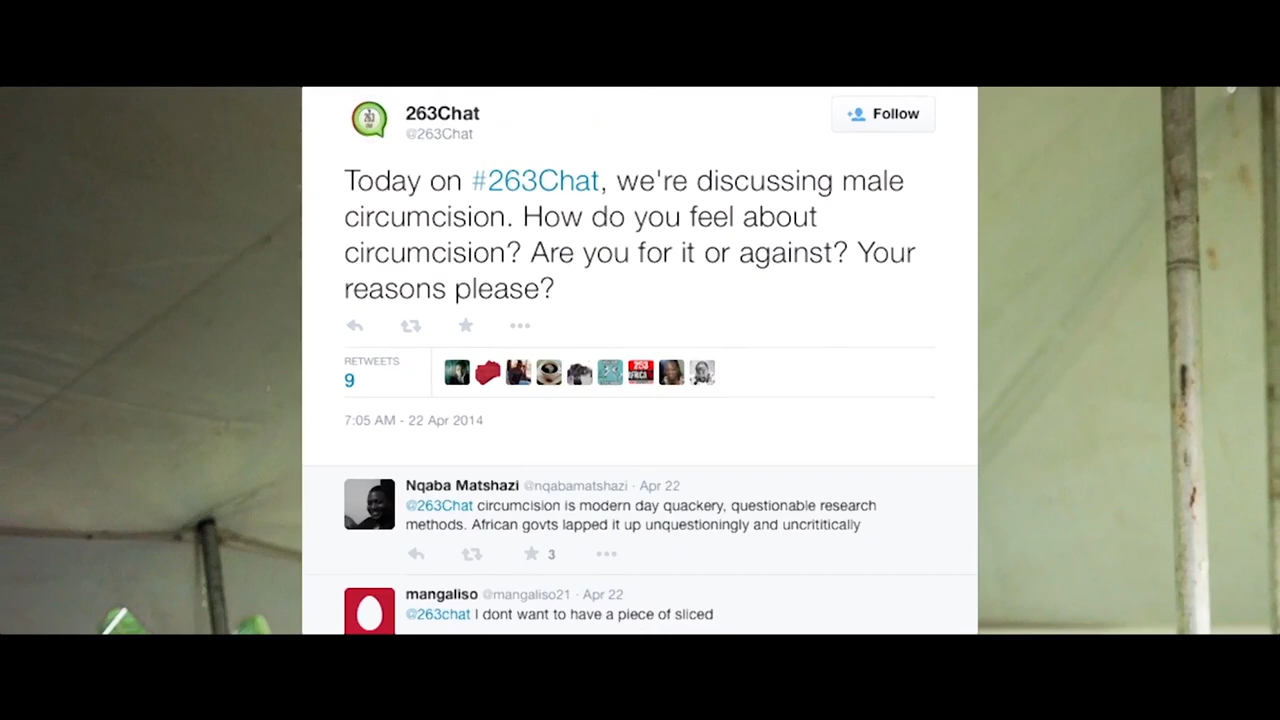 263Chat
@263Chat
Follow
Today on #263Chat, we're discussing male
circumcision. How do you feel about
circumcision? Are you for it or against? Your
reasons please?
RETWEETS
9
7:05 AM - 22 Apr 2014
Nqaba Matshazi @nqabamatshazi · Apr 22
@263Chat circumcision is modern day quackery, questionable research
methods. African govts lapped it up unquestioningly and uncrititically
3
mangaliso @mangaliso21 · Apr 22
@263chat I dont want to have a piece of sliced